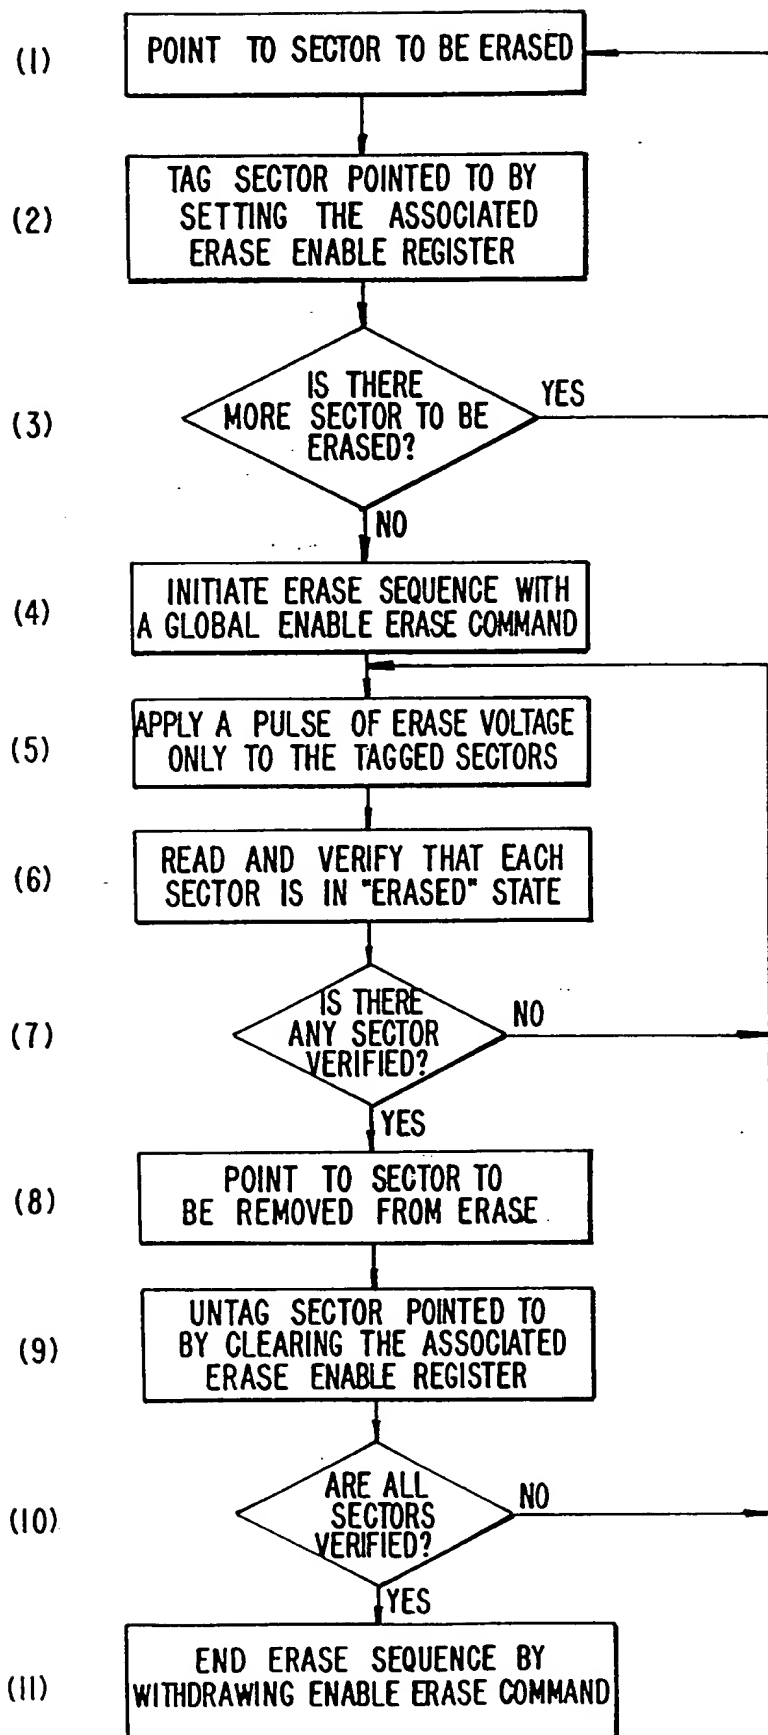 (1)
POINT TO SECTOR TO BE ERASED
(2)
TAG SECTOR POINTED TO BY
SETTING THE ASSOCIATED
ERASE ENABLE REGISTER
(3)
IS THERE
MORE SECTOR TO BE
ERASED?
YES
NO
(4)
INITIATE ERASE SEQUENCE WITH
A GLOBAL ENABLE ERASE COMMAND
(5)
APPLY A PULSE OF ERASE VOLTAGE
ONLY TO THE TAGGED SECTORS
(6)
READ AND VERIFY THAT EACH
SECTOR IS IN "ERASED" STATE
(7)
IS THERE
ANY SECTOR
VERIFIED?
NO
YES
(8)
POINT TO SECTOR TO
BE REMOVED FROM ERASE
(9)
UNTAG SECTOR POINTED TO
BY CLEARING THE ASSOCIATED
ERASE ENABLE REGISTER
(10)
ARE ALL
SECTORS
VERIFIED?
NO
YES
(11)
END ERASE SEQUENCE BY
WITHDRAWING ENABLE ERASE COMMAND